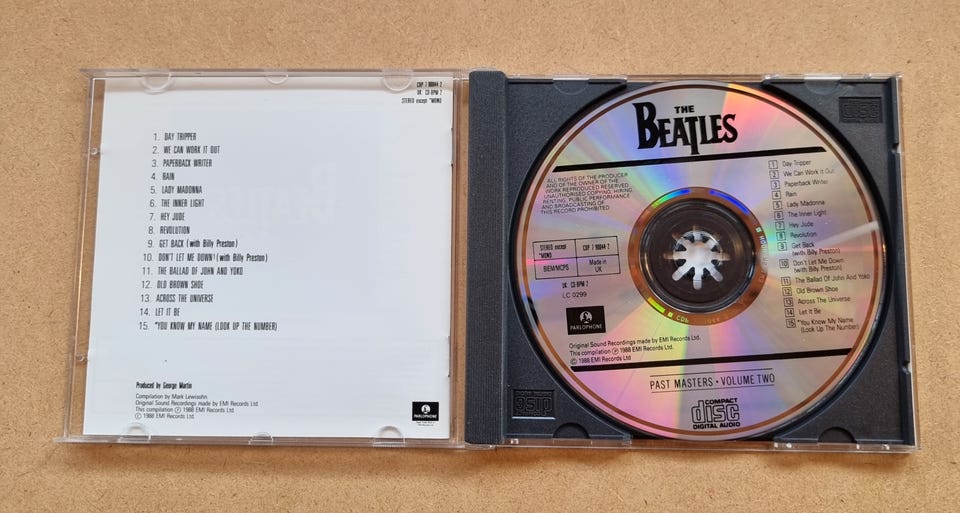 CDP 7 90044 2
UK CD-BPM 2
STEREO except *MONO
1. DAY TRIPPER
2. WE CAN WORK IT OUT
3. PAPERBACK WRITER
4. RAIN
5. LADY MADONNA
6. THE INNER LIGHT
7. HEY JUDE
8. REVOLUTION
9. GET BACK (with Billy Preston)
10. DON'T LET ME DOWN (with Billy Preston)
11. THE BALLAD OF JOHN AND YOKO
12. OLD BROWN SHOE
13. ACROSS THE UNIVERSE
14. LET IT BE
15. *YOU KNOW MY NAME (LOOK UP THE NUMBER)
Produced by George Martin
Compilation by Mark Lewisohn
Original Sound Recordings made by EMI Records Ltd.
This compilation ℗ 1988 EMI Records Ltd.
© 1988 EMI Records Ltd.
PARLOPHONE
THE
BEATLES
ALL RIGHTS OF THE PRODUCER
AND OF THE OWNER OF THE
WORK REPRODUCED RESERVED
UNAUTHORISED COPYING, HIRING,
RENTING, PUBLIC PERFORMANCE
AND BROADCASTING OF
THIS RECORD PROHIBITED
STEREO except
*MONO
CDP 7 90044 2
BIEM/MCPS
Made in
UK
UK CD-BPM 2
LC 0299
PARLOPHONE
1 Day Tripper
2 We Can Work It Out
3 Paperback Writer
4 Rain
5 Lady Madonna
6 The Inner Light
7 Hey Jude
8 Revolution
9 Get Back
(with Billy Preston)
10 Don't Let Me Down
(with Billy Preston)
11 The Ballad Of John And Yoko
12 Old Brown Shoe
13 Across The Universe
14 Let It Be
15 *You Know My Name
(Look Up The Number)
Original Sound Recordings made by EMI Records Ltd.
This compilation ℗ 1988 EMI Records Ltd.
© 1988 EMI Records Ltd
PAST MASTERS · VOLUME TWO
COMPACT
disc
DIGITAL AUDIO